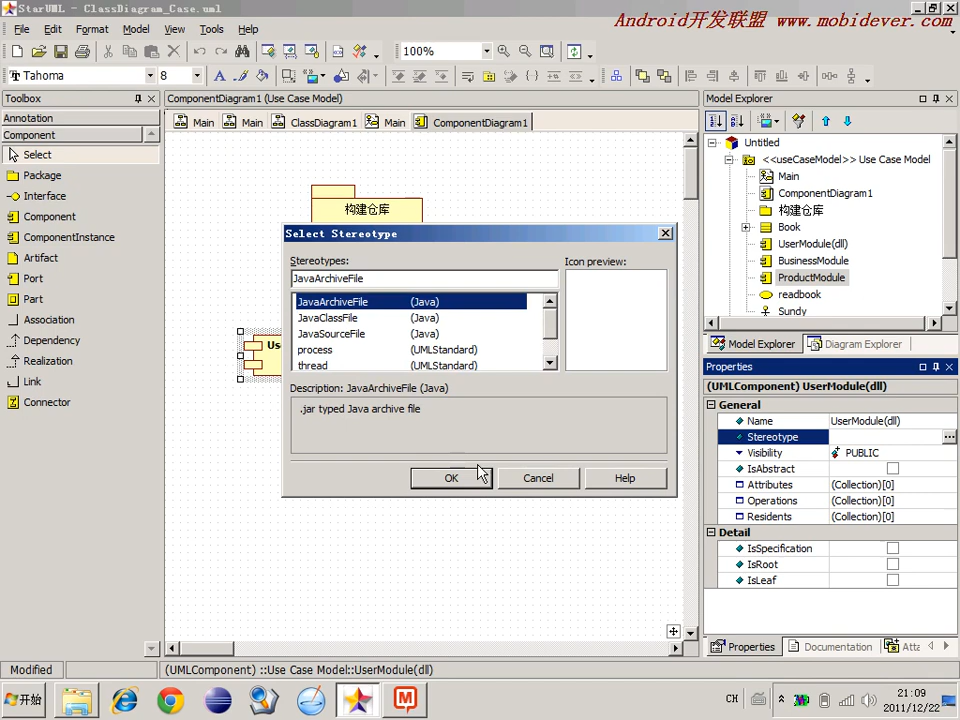 StarUML - ClassDiagram_Case.uml
Android开发联盟 www.mobidever.com
File Edit Format Model View Tools Help
100%
Tahoma 8
Toolbox
ComponentDiagram1 (Use Case Model)
Model Explorer
Annotation
Component
Main Main ClassDiagram1 Main ComponentDiagram1
Select
Package
Interface
Component
ComponentInstance
Artifact
Port
Part
Association
Dependency
Realization
Link
Connector
构建仓库
Use
Select Stereotype
Stereotypes:
Icon preview:
JavaArchiveFile
JavaArchiveFile (Java)
JavaClassFile (Java)
JavaSourceFile (Java)
process (UMLStandard)
thread (UMLStandard)
Description: JavaArchiveFile (Java)
.jar typed Java archive file
OK Cancel Help
Untitled
<<useCaseModel>> Use Case Model
Main
ComponentDiagram1
构建仓库
Book
UserModule(dll)
BusinessModule
ProductModule
readbook
Sundy
Model Explorer Diagram Explorer
Properties
(UMLComponent) UserModule(dll)
General
Name UserModule(dll)
Stereotype
Visibility PUBLIC
IsAbstract
Attributes (Collection)[0]
Operations (Collection)[0]
Residents (Collection)[0]
Detail
IsSpecification
IsRoot
IsLeaf
Properties Documentation Atta
Modified (UMLComponent) ::Use Case Model::UserModule(dll)
开始
CH
21:09
2011/12/22